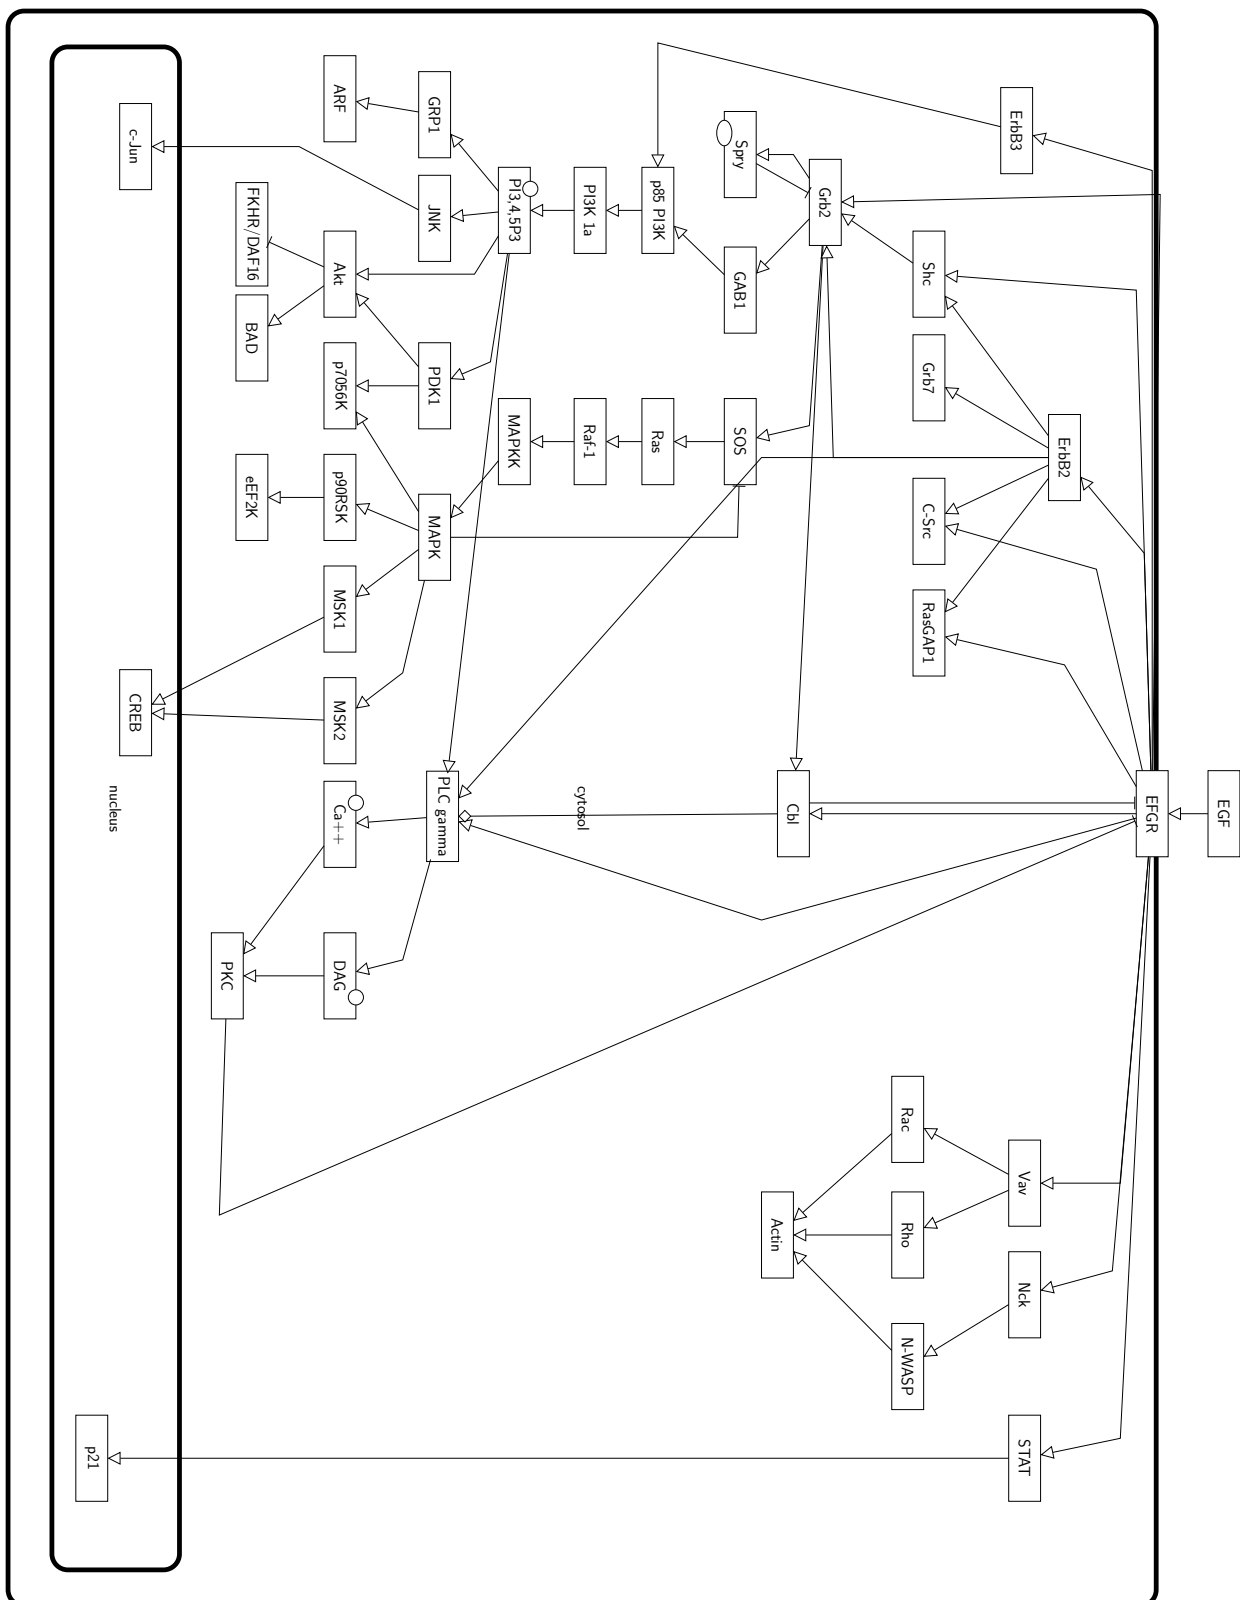 EGF
EFGR
ErbB3
ErbB2
Shc
Grb7
C-Src
RasGAP1
Vav
Nck
STAT
Grb2
Rac
Rho
N-WASP
Spry
GAB1
SOS
Cbl
Actin
p85 PI3K
Ras
PI3K 1a
Raf-1
cytosol
PI3,4,5P3
MAPKK
GRP1
JNK
PDK1
MAPK
PLC gamma
ARF
Akt
p7056K
p90RSK
MSK1
MSK2
Ca++
DAG
FKHR/DAF16
BAD
eEF2K
PKC
c-Jun
CREB
nucleus
p21